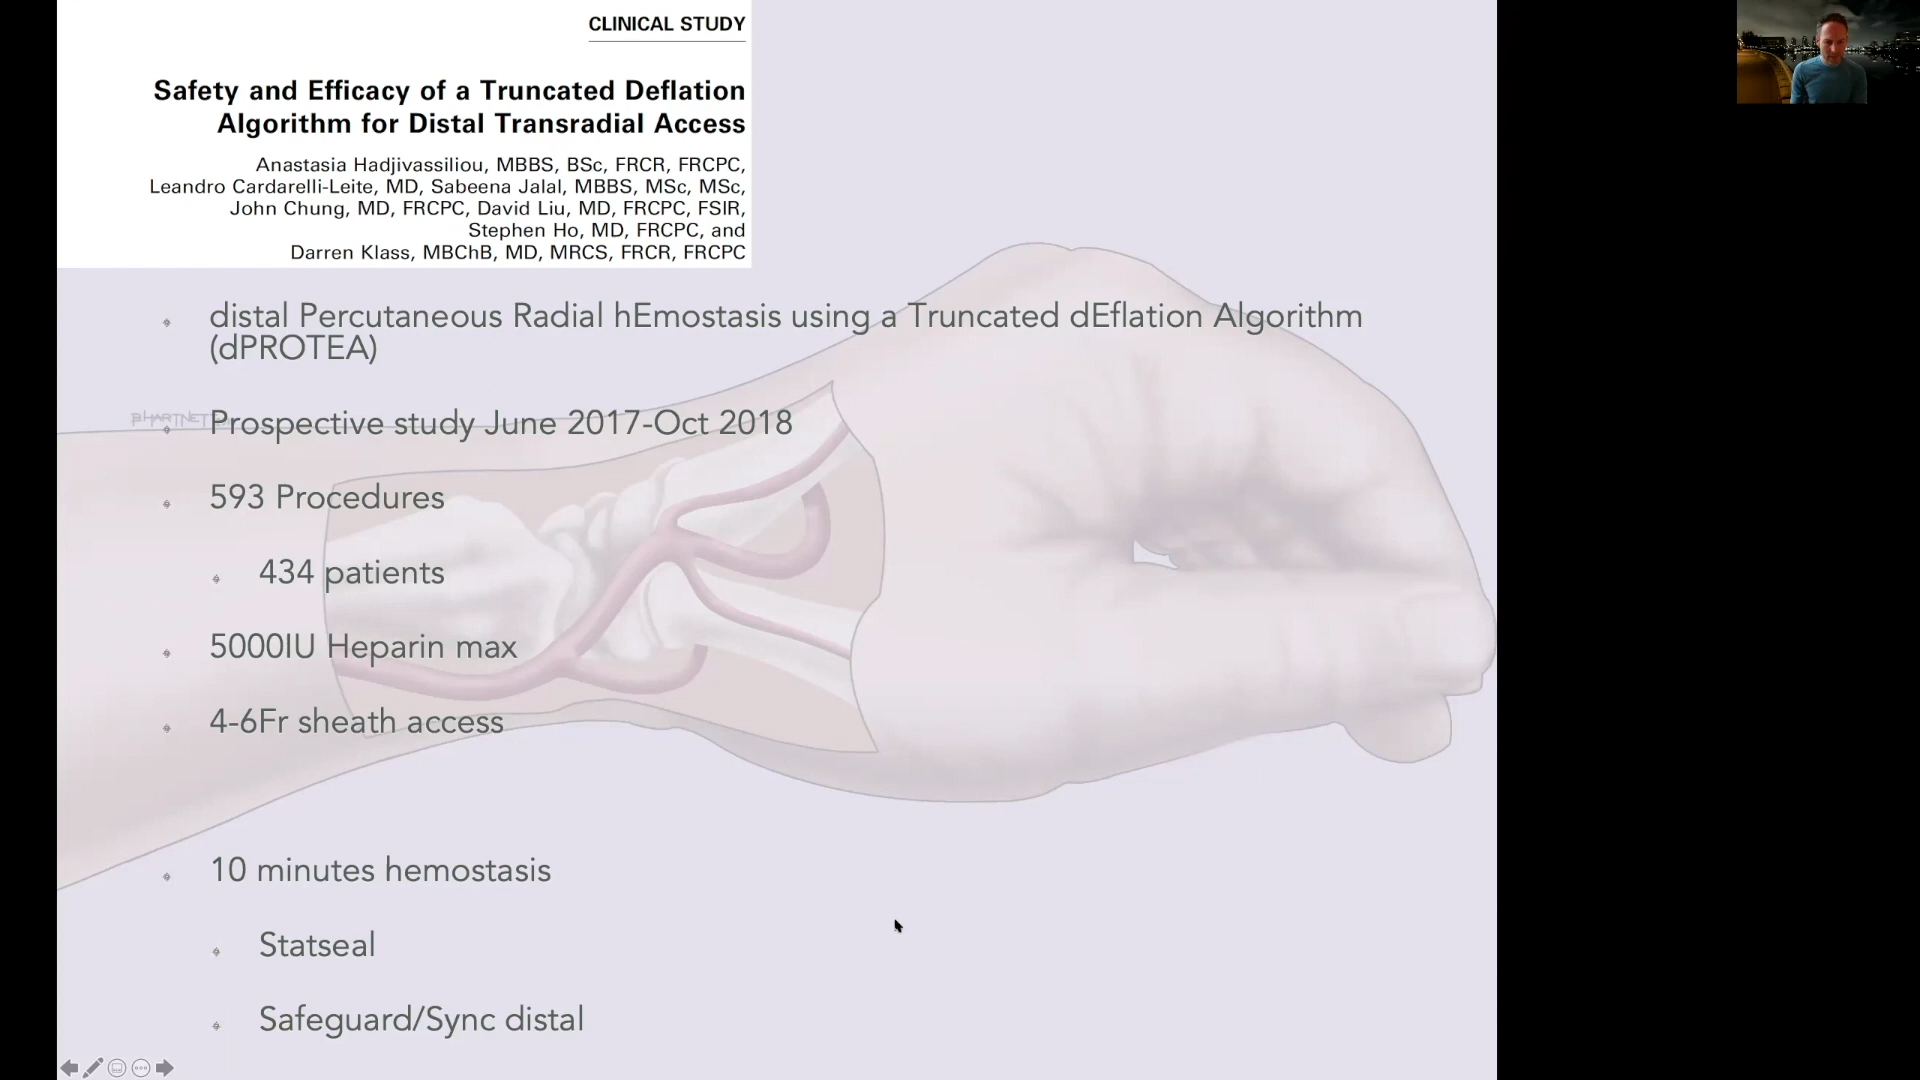 CLINICAL STUDY
Safety and Efficacy of a Truncated Deflation
Algorithm for Distal Transradial Access
Anastasia Hadjivassiliou, MBBS, BSc, FRCR, FRCPC,
Leandro Cardarelli-Leite, MD, Sabeena Jalal, MBBS, MSc, MSc,
John Chung, MD, FRCPC, David Liu, MD, FRCPC, FSIR,
Stephen Ho, MD, FRCPC, and
Darren Klass, MBChB, MD, MRCS, FRCR, FRCPC
distal Percutaneous Radial hEmostasis using a Truncated dEflation Algorithm
(dPROTEA)
Prospective study June 2017-Oct 2018
593 Procedures
434 patients
5000IU Heparin max
4-6Fr sheath access
10 minutes hemostasis
Statseal
Safeguard/Sync distal